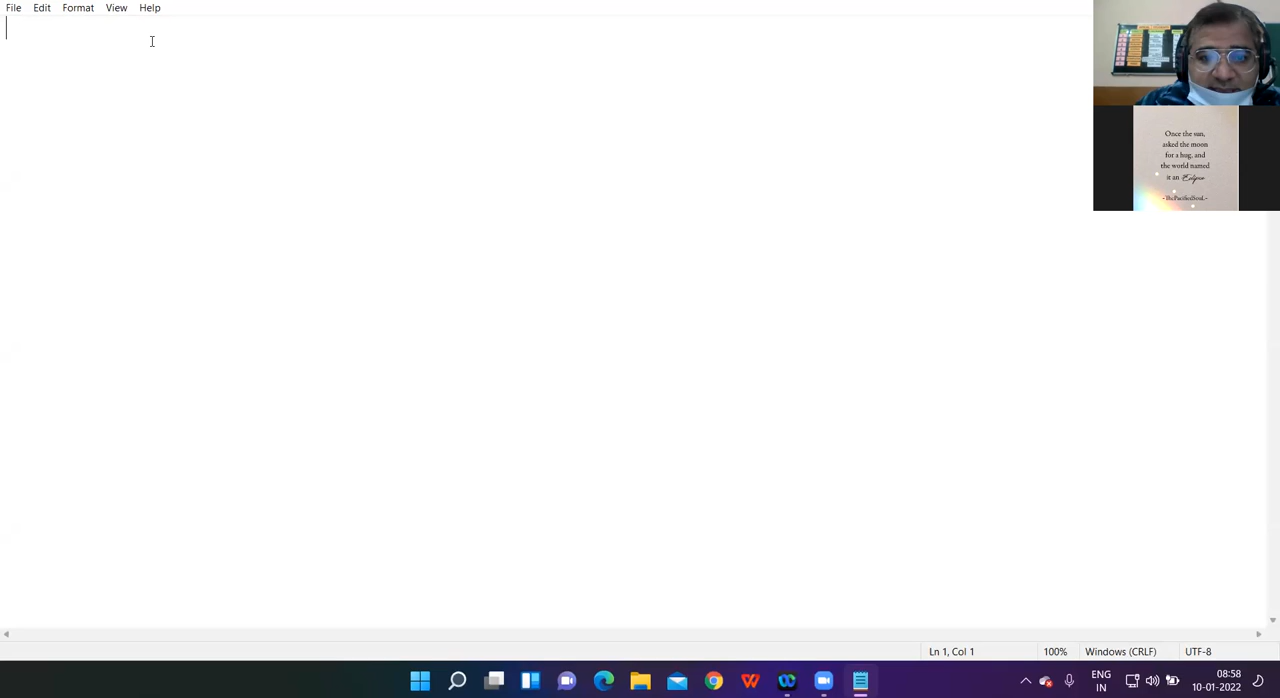 File Edit Format View Help
Once the sun,
asked the moon
for a hug, and
the world named
it an Eclipse
-ThePacifiedSoul.-
Ln 1, Col 1 100% Windows (CRLF) UTF-8
ENG
IN
08:58
10-01-2022